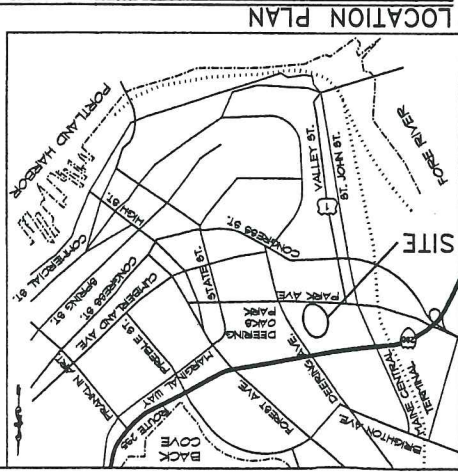 BACK
COVE
ROUTE 295
FRANKLIN ART.
MARGINAL WAY
PREBLE ST.
FOREST AVE.
BRIGHTON AVE
MAINE CENTRAL
TERMINAL
295
DEERING AVE.
DEERING
OAKS
PARK
PARK AVE
CUMBERLAND AVE.
CONGRESS ST.
SPRING ST.
COMMERCIAL ST.
STATE ST.
HIGH ST.
CONGRESS ST.
SITE
1
VALLEY ST.
ST. JOHN ST.
FORE RIVER
PORTLAND HARBOR
LOCATION PLAN